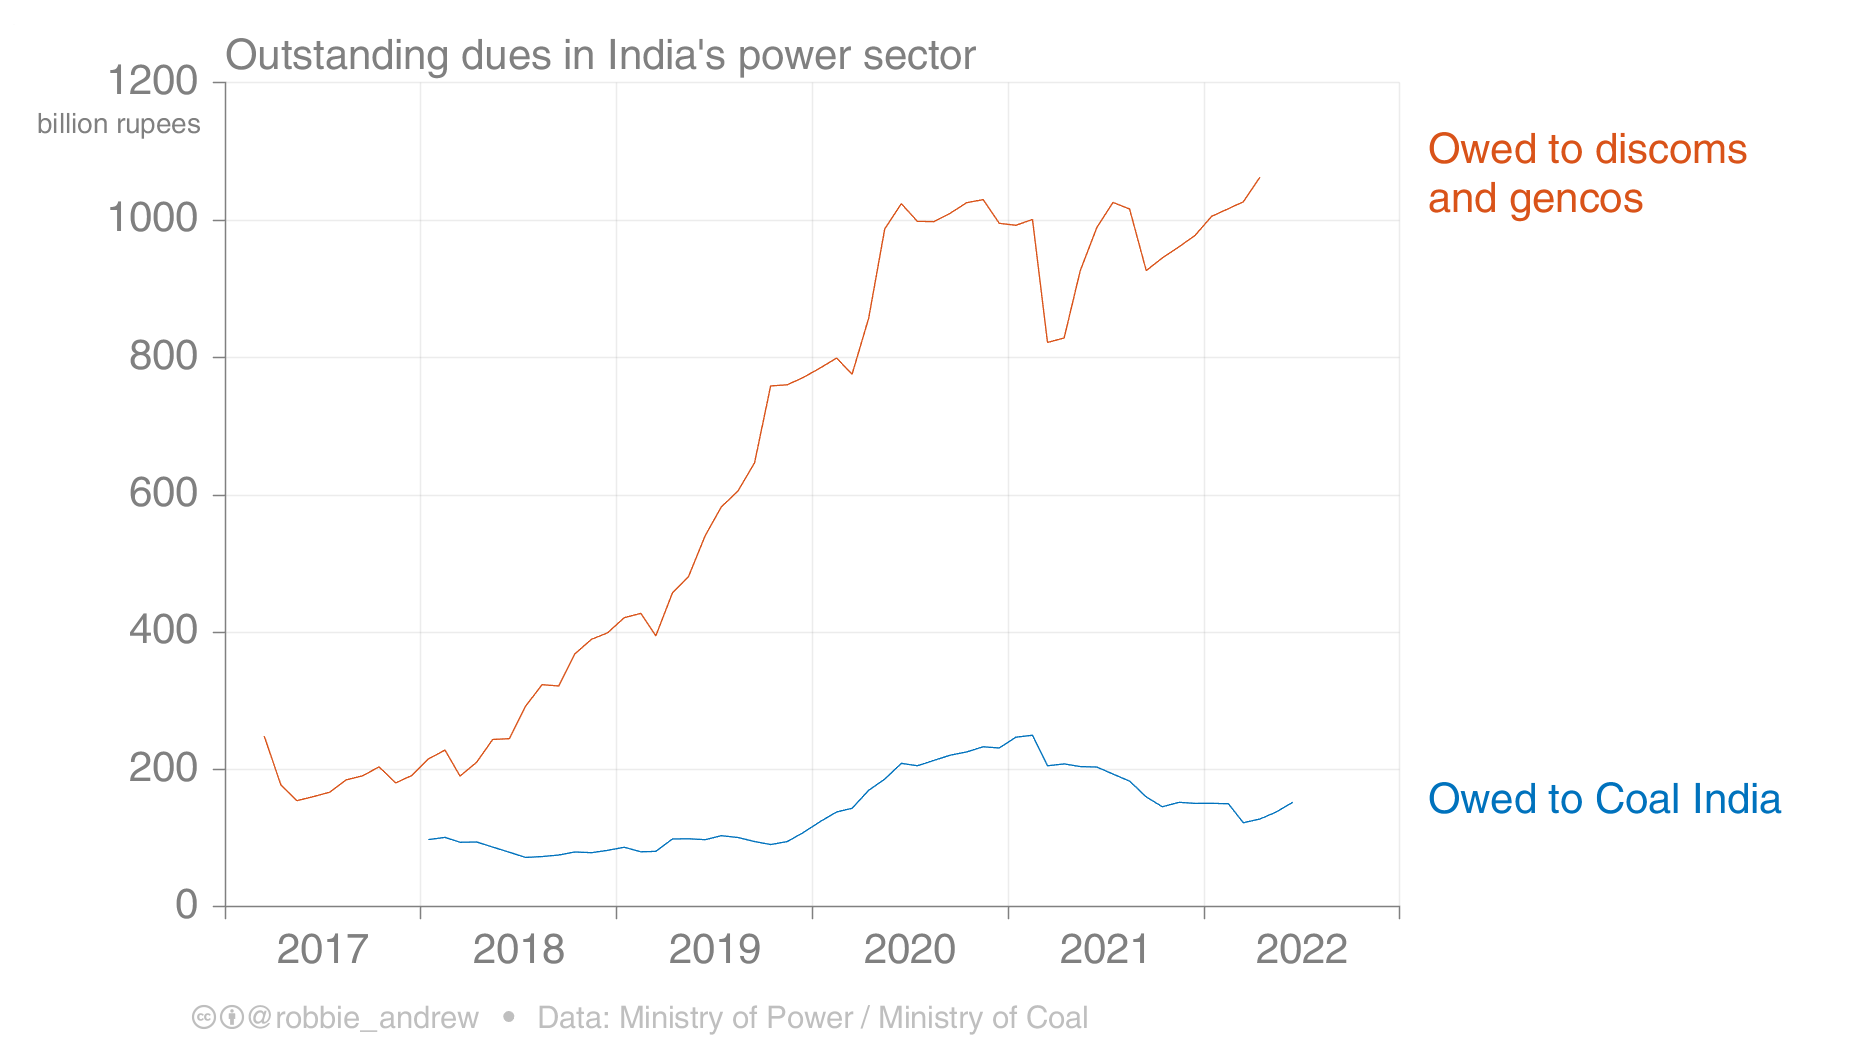 Outstanding dues in India's power sector
1200
billion rupees
1000
800
600
400
200
0
2017 2018 2019 2020 2021 2022
Owed to discoms
and gencos
Owed to Coal India
cc @robbie_andrew • Data: Ministry of Power / Ministry of Coal